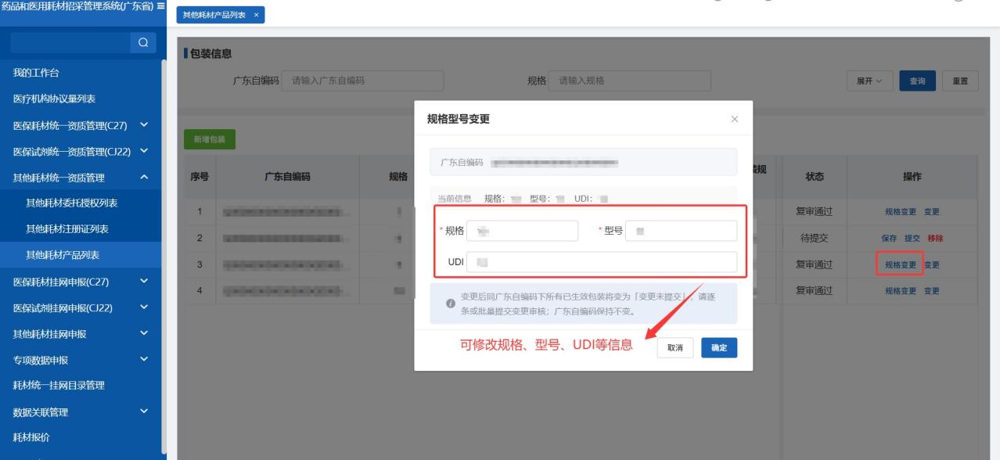 药品和医用耗材招采管理系统(广东省)
其他耗材产品列表 ×
我的工作台
医疗机构协议量列表
医保耗材统一资质管理(C27)
医保试剂统一资质管理(CJ22)
其他耗材统一资质管理
其他耗材委托授权列表
其他耗材注册证列表
其他耗材产品列表
医保耗材挂网申报(C27)
医保试剂挂网申报(CJ22)
其他耗材挂网申报
专项数据申报
耗材统一挂网目录管理
数据关联管理
耗材报价
包装信息
广东自编码 请输入广东自编码 规格 请输入规格 展开 查询 重置
新增包装
序号 广东自编码 规格 装规 状态 操作
1 复审通过 规格变更 变更
2 待提交 保存 提交 移除
3 复审通过 规格变更 变更
4 复审通过 规格变更 变更
规格型号变更 ×
广东自编码
当前信息 规格: 型号: UDI:
* 规格 * 型号
UDI
变更后同广东自编码下所有已生效包装将变为「变更未提交」,请逐
条或批量提交变更审核;广东自编码保持不变。
可修改规格、型号、UDI等信息
取消 确定